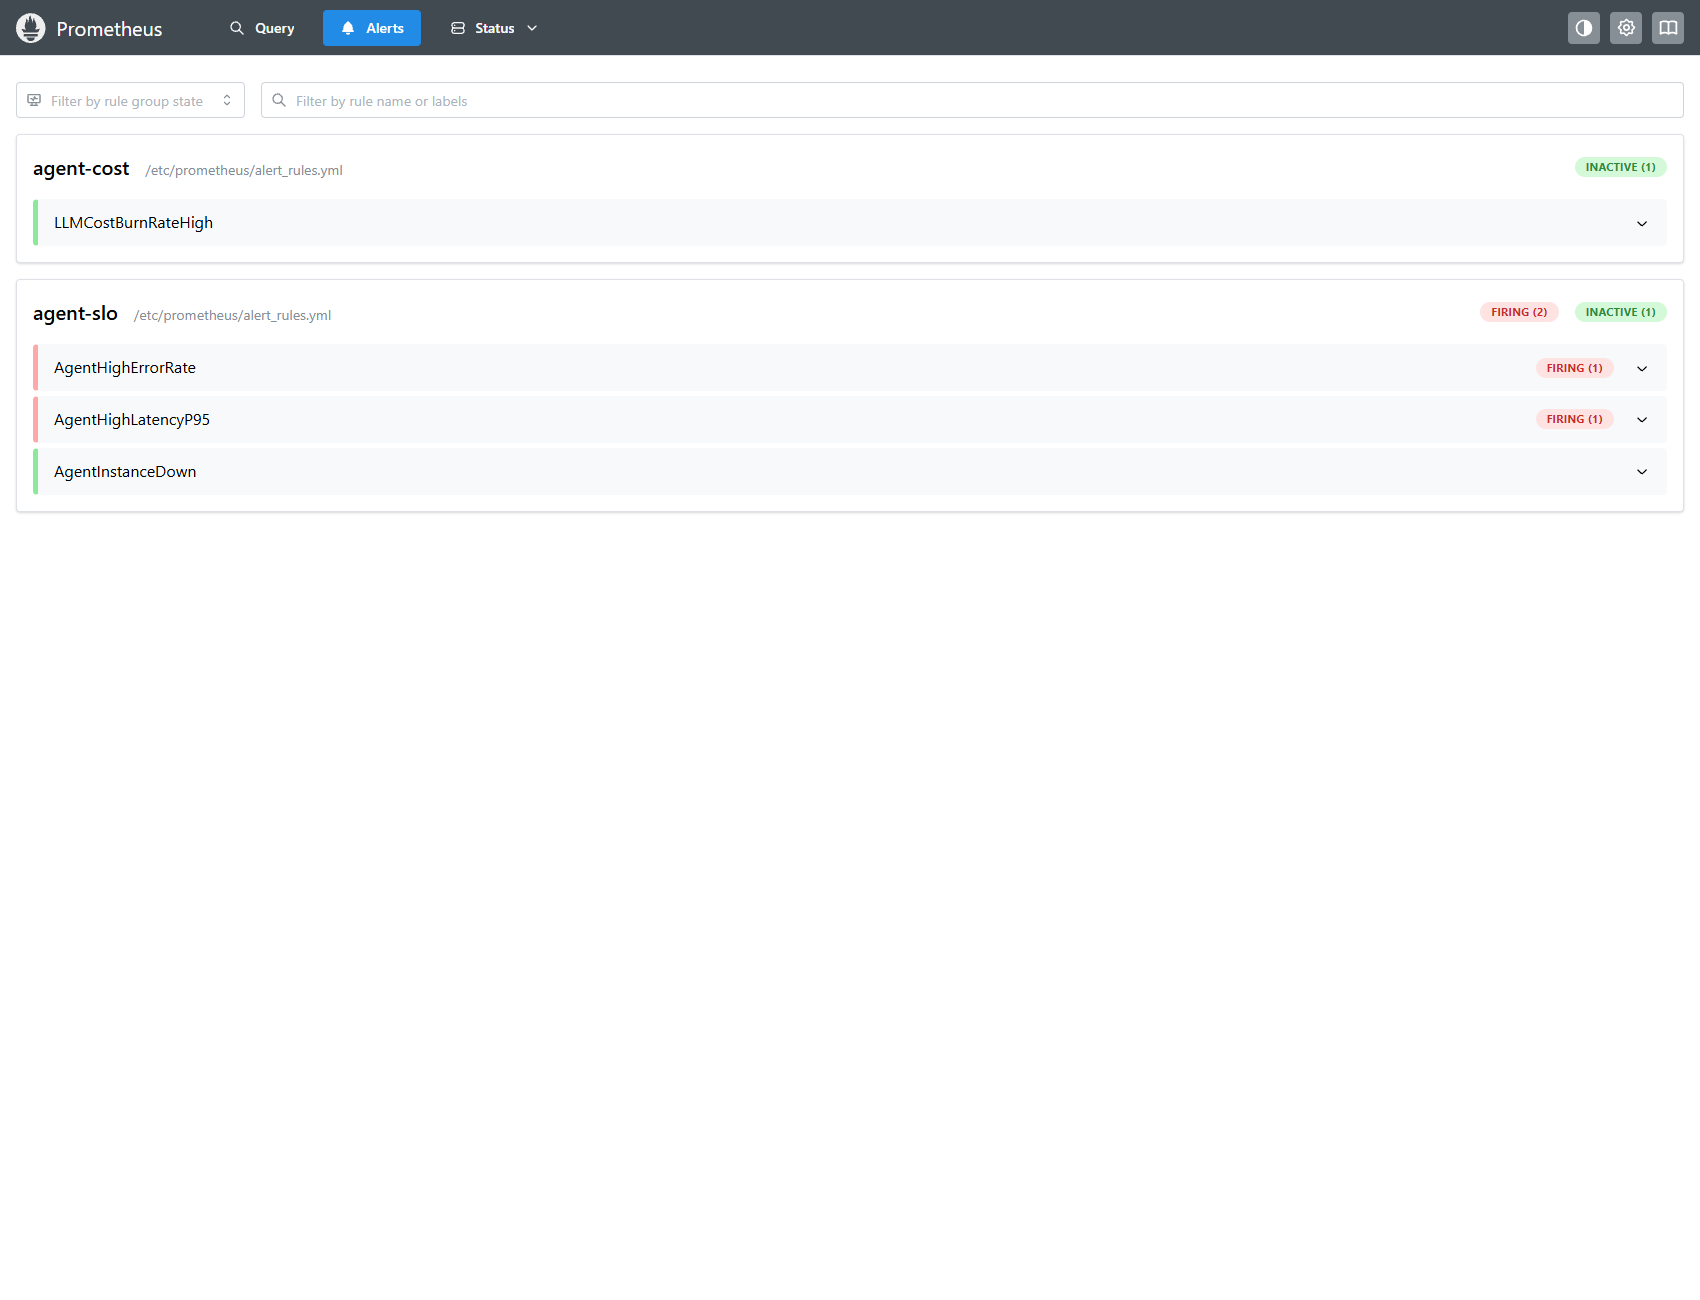 Prometheus Query Alerts Status
Filter by rule group state Filter by rule name or labels
agent-cost /etc/prometheus/alert_rules.yml INACTIVE (1)
LLMCostBurnRateHigh
agent-slo /etc/prometheus/alert_rules.yml FIRING (2) INACTIVE (1)
AgentHighErrorRate FIRING (1)
AgentHighLatencyP95 FIRING (1)
AgentInstanceDown